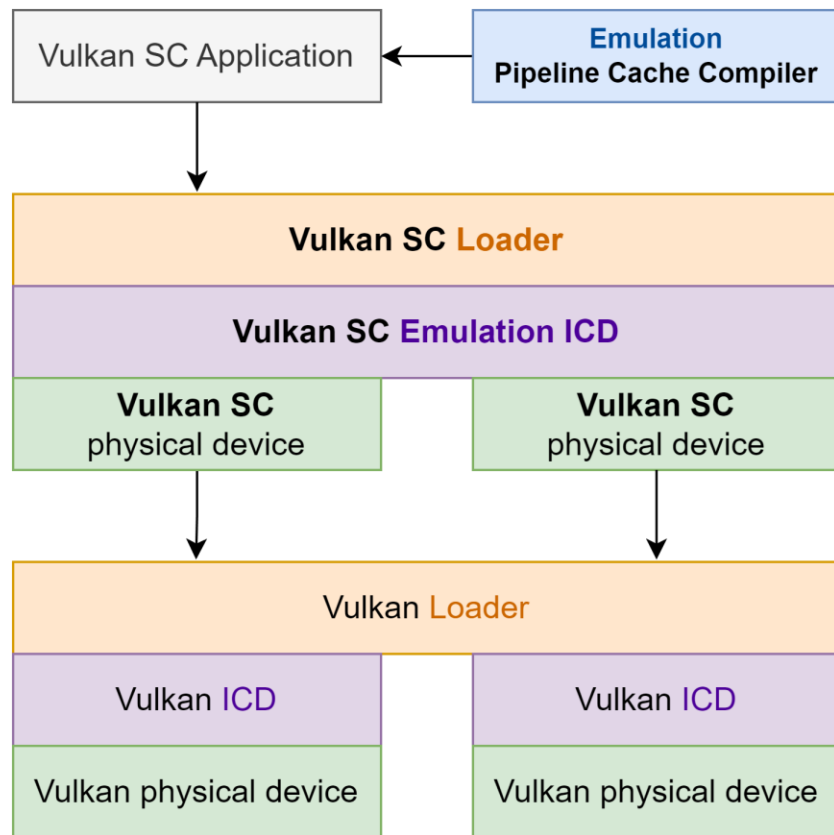 Vulkan SC Application
Emulation
Pipeline Cache Compiler
Vulkan SC Loader
Vulkan SC Emulation ICD
Vulkan SC
physical device
Vulkan SC
physical device
Vulkan Loader
Vulkan ICD
Vulkan ICD
Vulkan physical device
Vulkan physical device